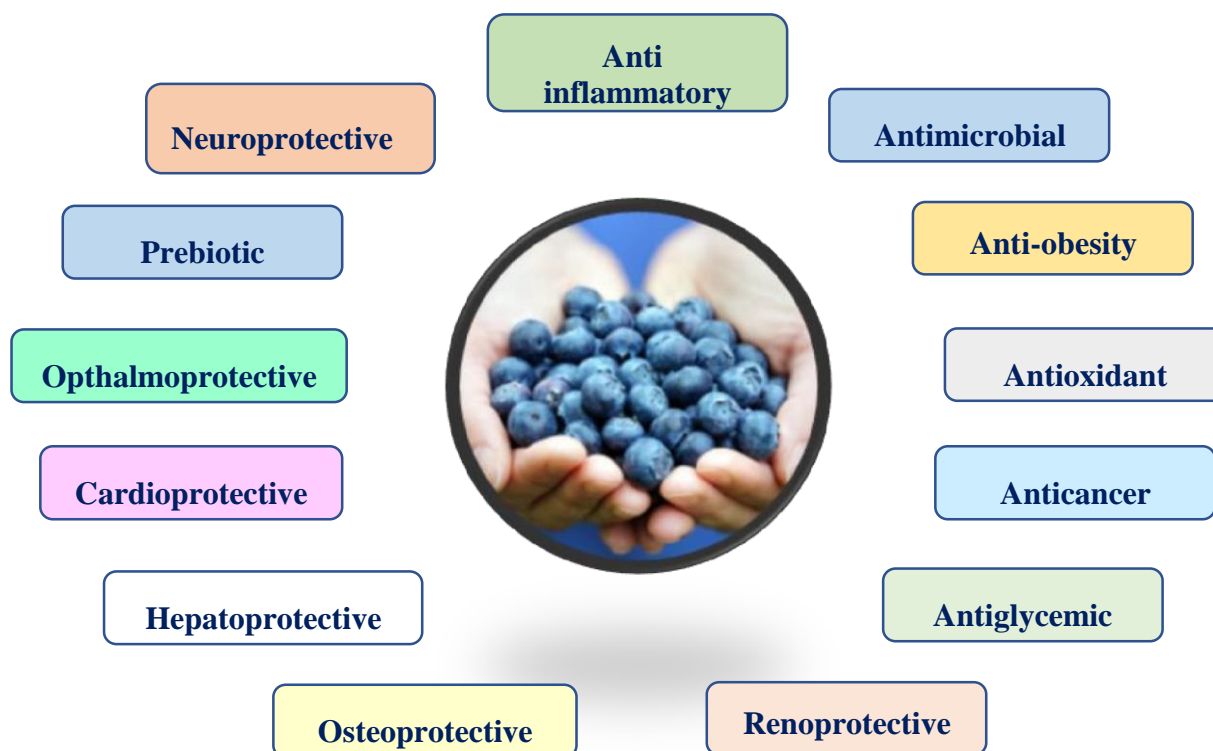 Anti
inflammatory
Neuroprotective
Antimicrobial
Prebiotic
Anti-obesity
Opthalmoprotective
Antioxidant
Cardioprotective
Anticancer
Hepatoprotective
Antiglycemic
Osteoprotective
Renoprotective